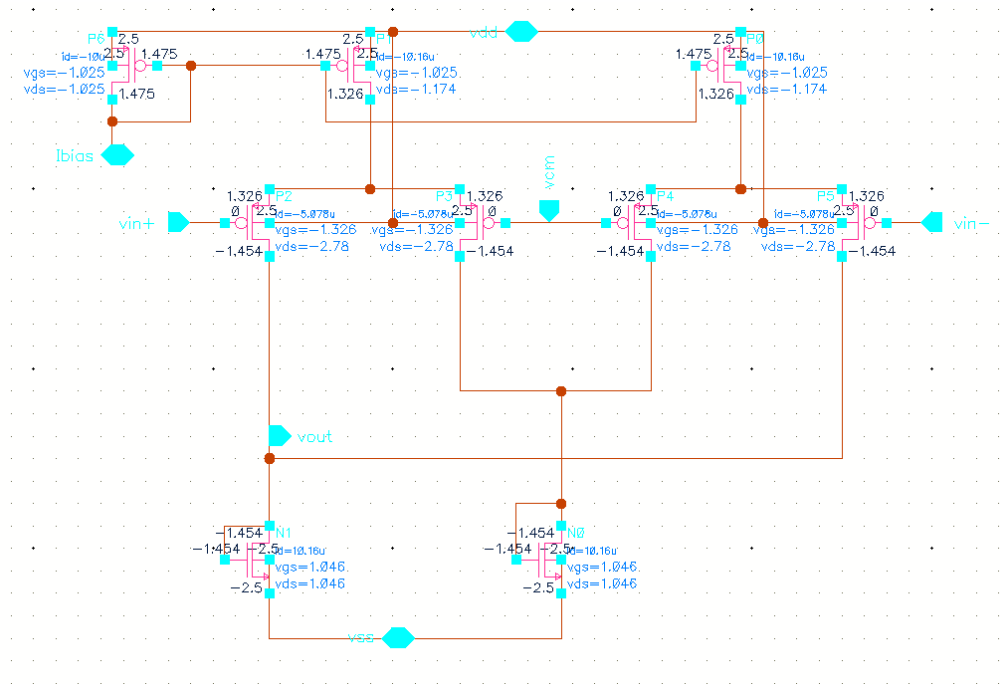 P6
2.5
2.5
1.475
id=-10u
vgs=-1.025
vds=-1.025
1.475
Ibias
P1
2.5
2.5
1.475
id=-10.16u
vgs=-1.025
vds=-1.174
1.326
vdd
P0
2.5
2.5
1.475
id=-10.16u
vgs=-1.025
vds=-1.174
1.326
vcm
vin+
1.326
P2
0
2.5
id=-5.078u
vgs=-1.326
vds=-2.78
-1.454
P3
1.326
2.5
0
id=-5.078u
vgs=-1.326
vds=-2.78
-1.454
1.326
P4
0
2.5
id=-5.078u
vgs=-1.326
vds=-2.78
-1.454
P5
1.326
2.5
0
id=-5.078u
vgs=-1.326
vds=-2.78
-1.454
vin-
vout
-1.454
N1
-1.454
-2.5
id=10.16u
vgs=1.046
vds=1.046
-2.5
-1.454
N0
-1.454
-2.5
id=10.16u
vgs=1.046
vds=1.046
-2.5